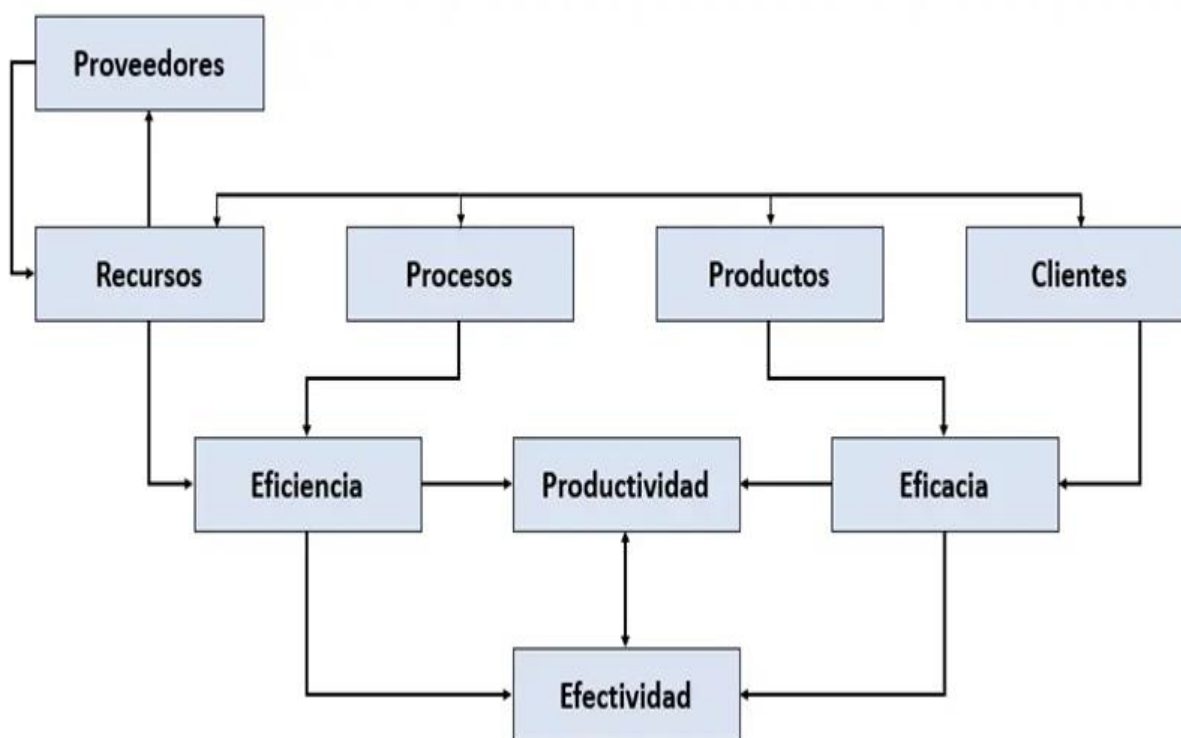 Proveedores
Recursos
Procesos
Productos
Clientes
Eficiencia
Productividad
Eficacia
Efectividad